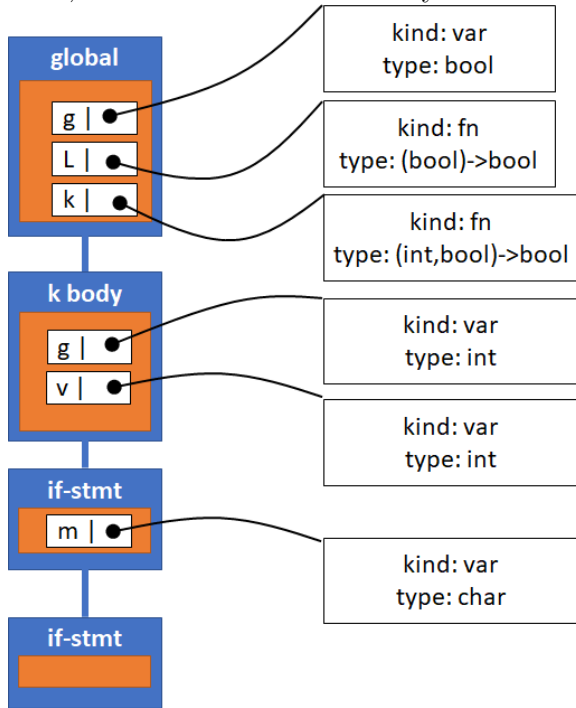 global
g |
L |
k |
kind: var
type: bool
kind: fn
type: (bool)->bool
kind: fn
type: (int,bool)->bool
k body
g |
v |
kind: var
type: int
kind: var
type: int
if-stmt
m |
kind: var
type: char
if-stmt